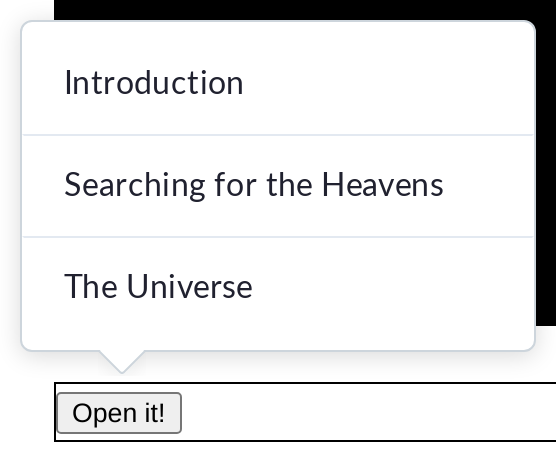 Introduction
Searching for the Heavens
The Universe
Open it!